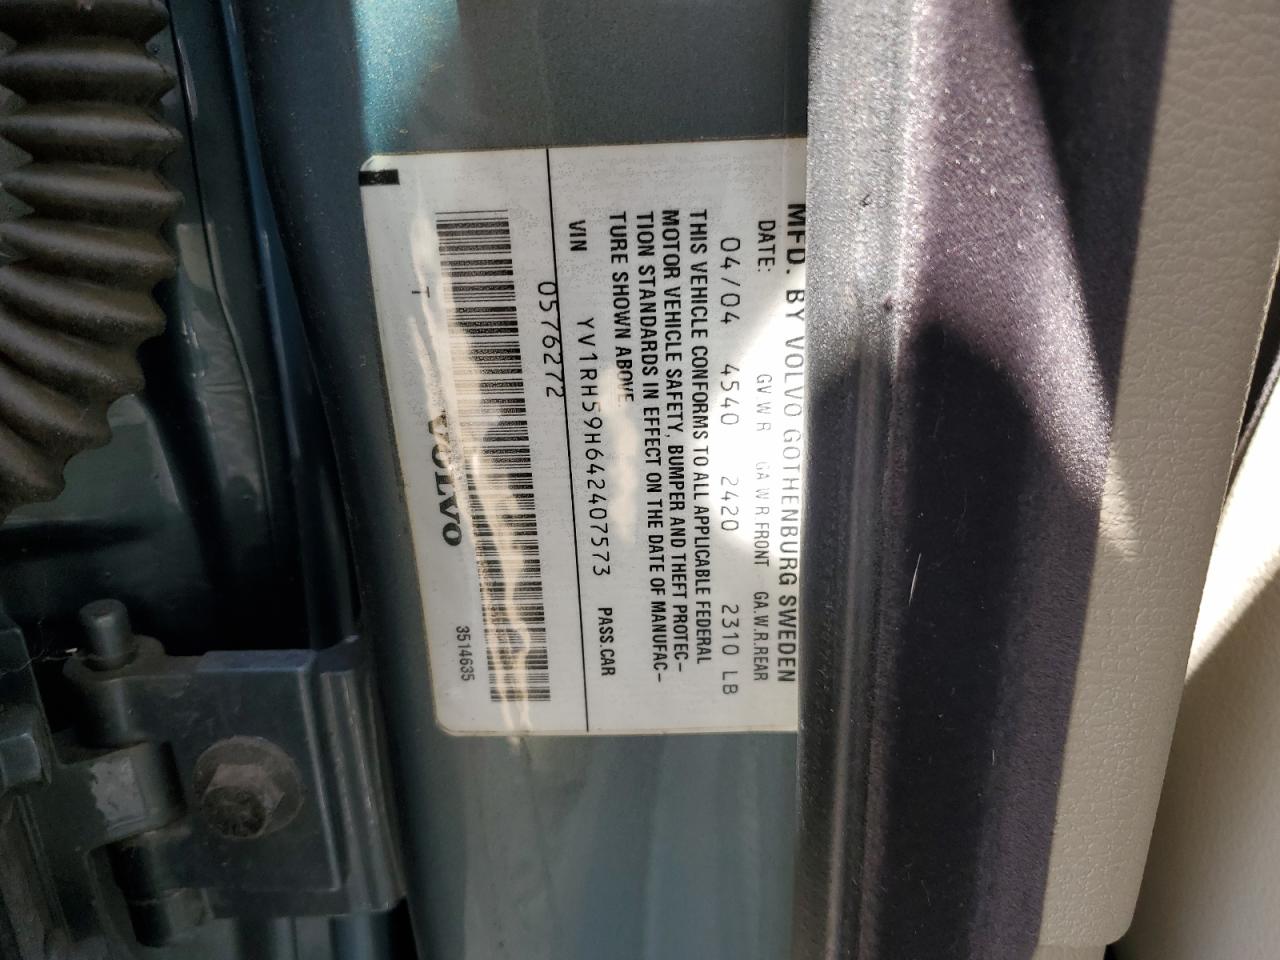 MFD. BY VOLVO GOTHENBURG SWEDEN
DATE: GVWR GAWR FRONT GA.W.R.REAR
04/04 4540 2420 2310 LB
THIS VEHICLE CONFORMS TO ALL APPLICABLE FEDERAL
MOTOR VEHICLE SAFETY, BUMPER AND THEFT PROTEC-
TION STANDARDS IN EFFECT ON THE DATE OF MANUFAC-
TURE SHOWN ABOVE.
VIN YV1RH59H642407573 PASS.CAR
0576272
VOLVO 3514635
T